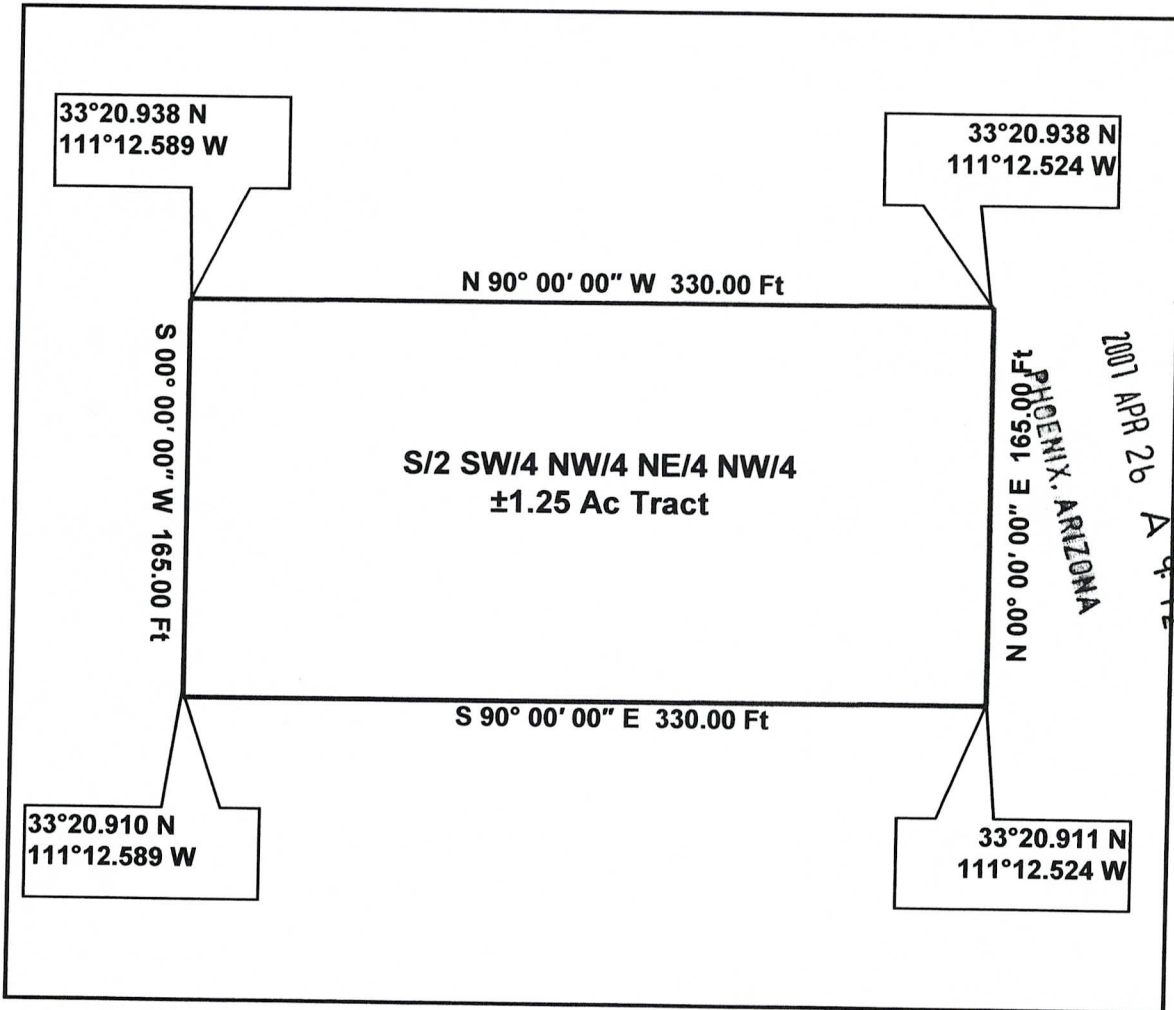 33°20.938 N
111°12.589 W
33°20.938 N
111°12.524 W
N 90° 00' 00" W 330.00 Ft
S 00° 00' 00" W 165.00 Ft
S/2 SW/4 NW/4 NE/4 NW/4
±1.25 Ac Tract
N 00° 00' 00" E 165.00 Ft
PHOENIX, ARIZONA
2007 APR 26 A 9:12
S 90° 00' 00" E 330.00 Ft
33°20.910 N
111°12.589 W
33°20.911 N
111°12.524 W